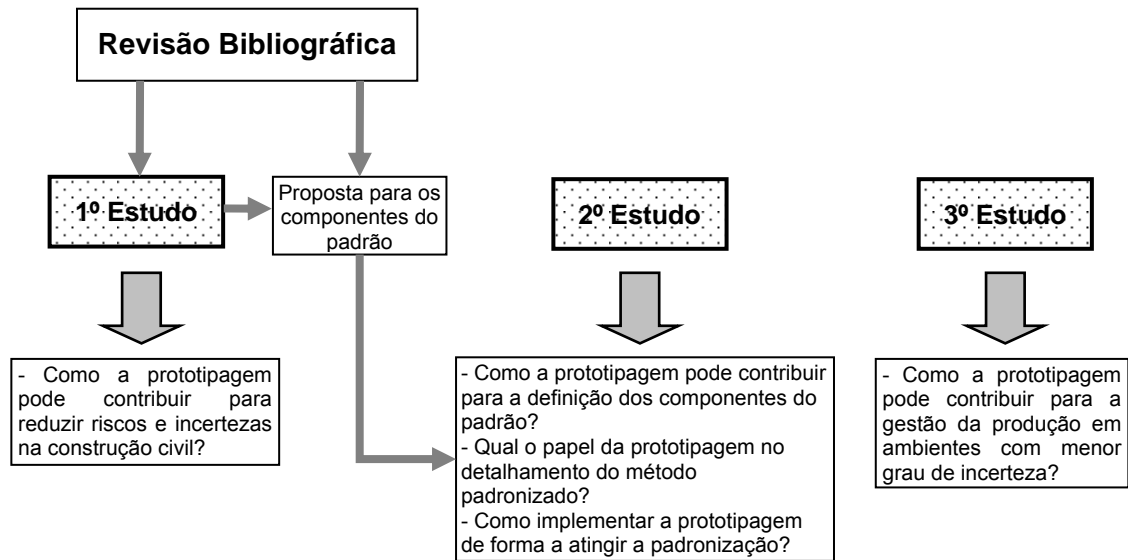 Revisão Bibliográfica
1º Estudo
Proposta para os
componentes do
padrão
2º Estudo
3º Estudo
- Como a prototipagem
pode contribuir para
reduzir riscos e incertezas
na construção civil?
- Como a prototipagem pode contribuir
para a definição dos componentes do
padrão?
- Qual o papel da prototipagem no
detalhamento do método
padronizado?
- Como implementar a prototipagem
de forma a atingir a padronização?
- Como a prototipagem
pode contribuir para a
gestão da produção em
ambientes com menor
grau de incerteza?